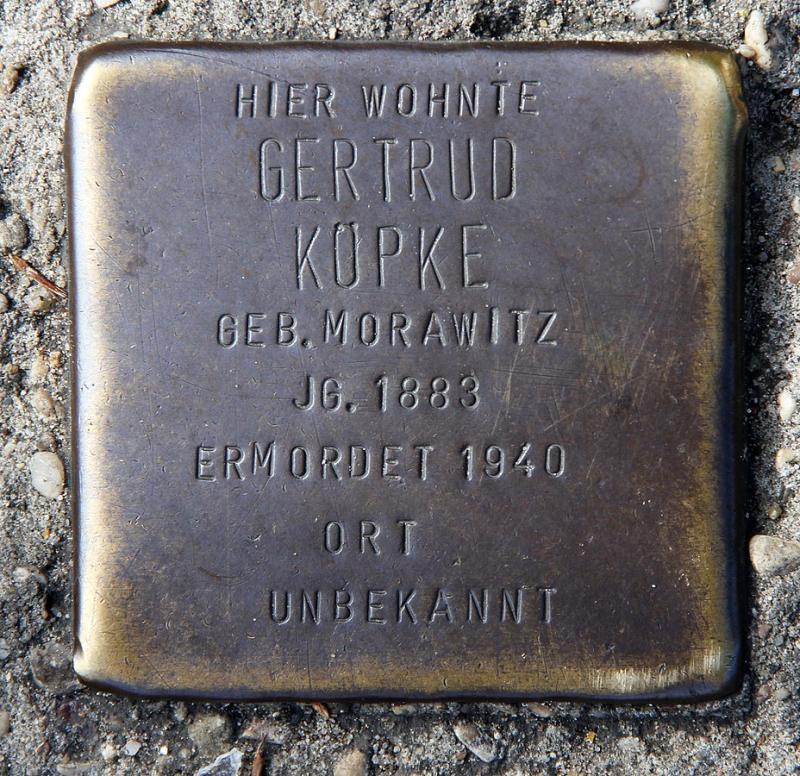 HIER WOHNTE
GERTRUD
KÖPKE
GEB. MORAWITZ
JG. 1883
ERMORDET 1940
ORT
UNBEKANNT